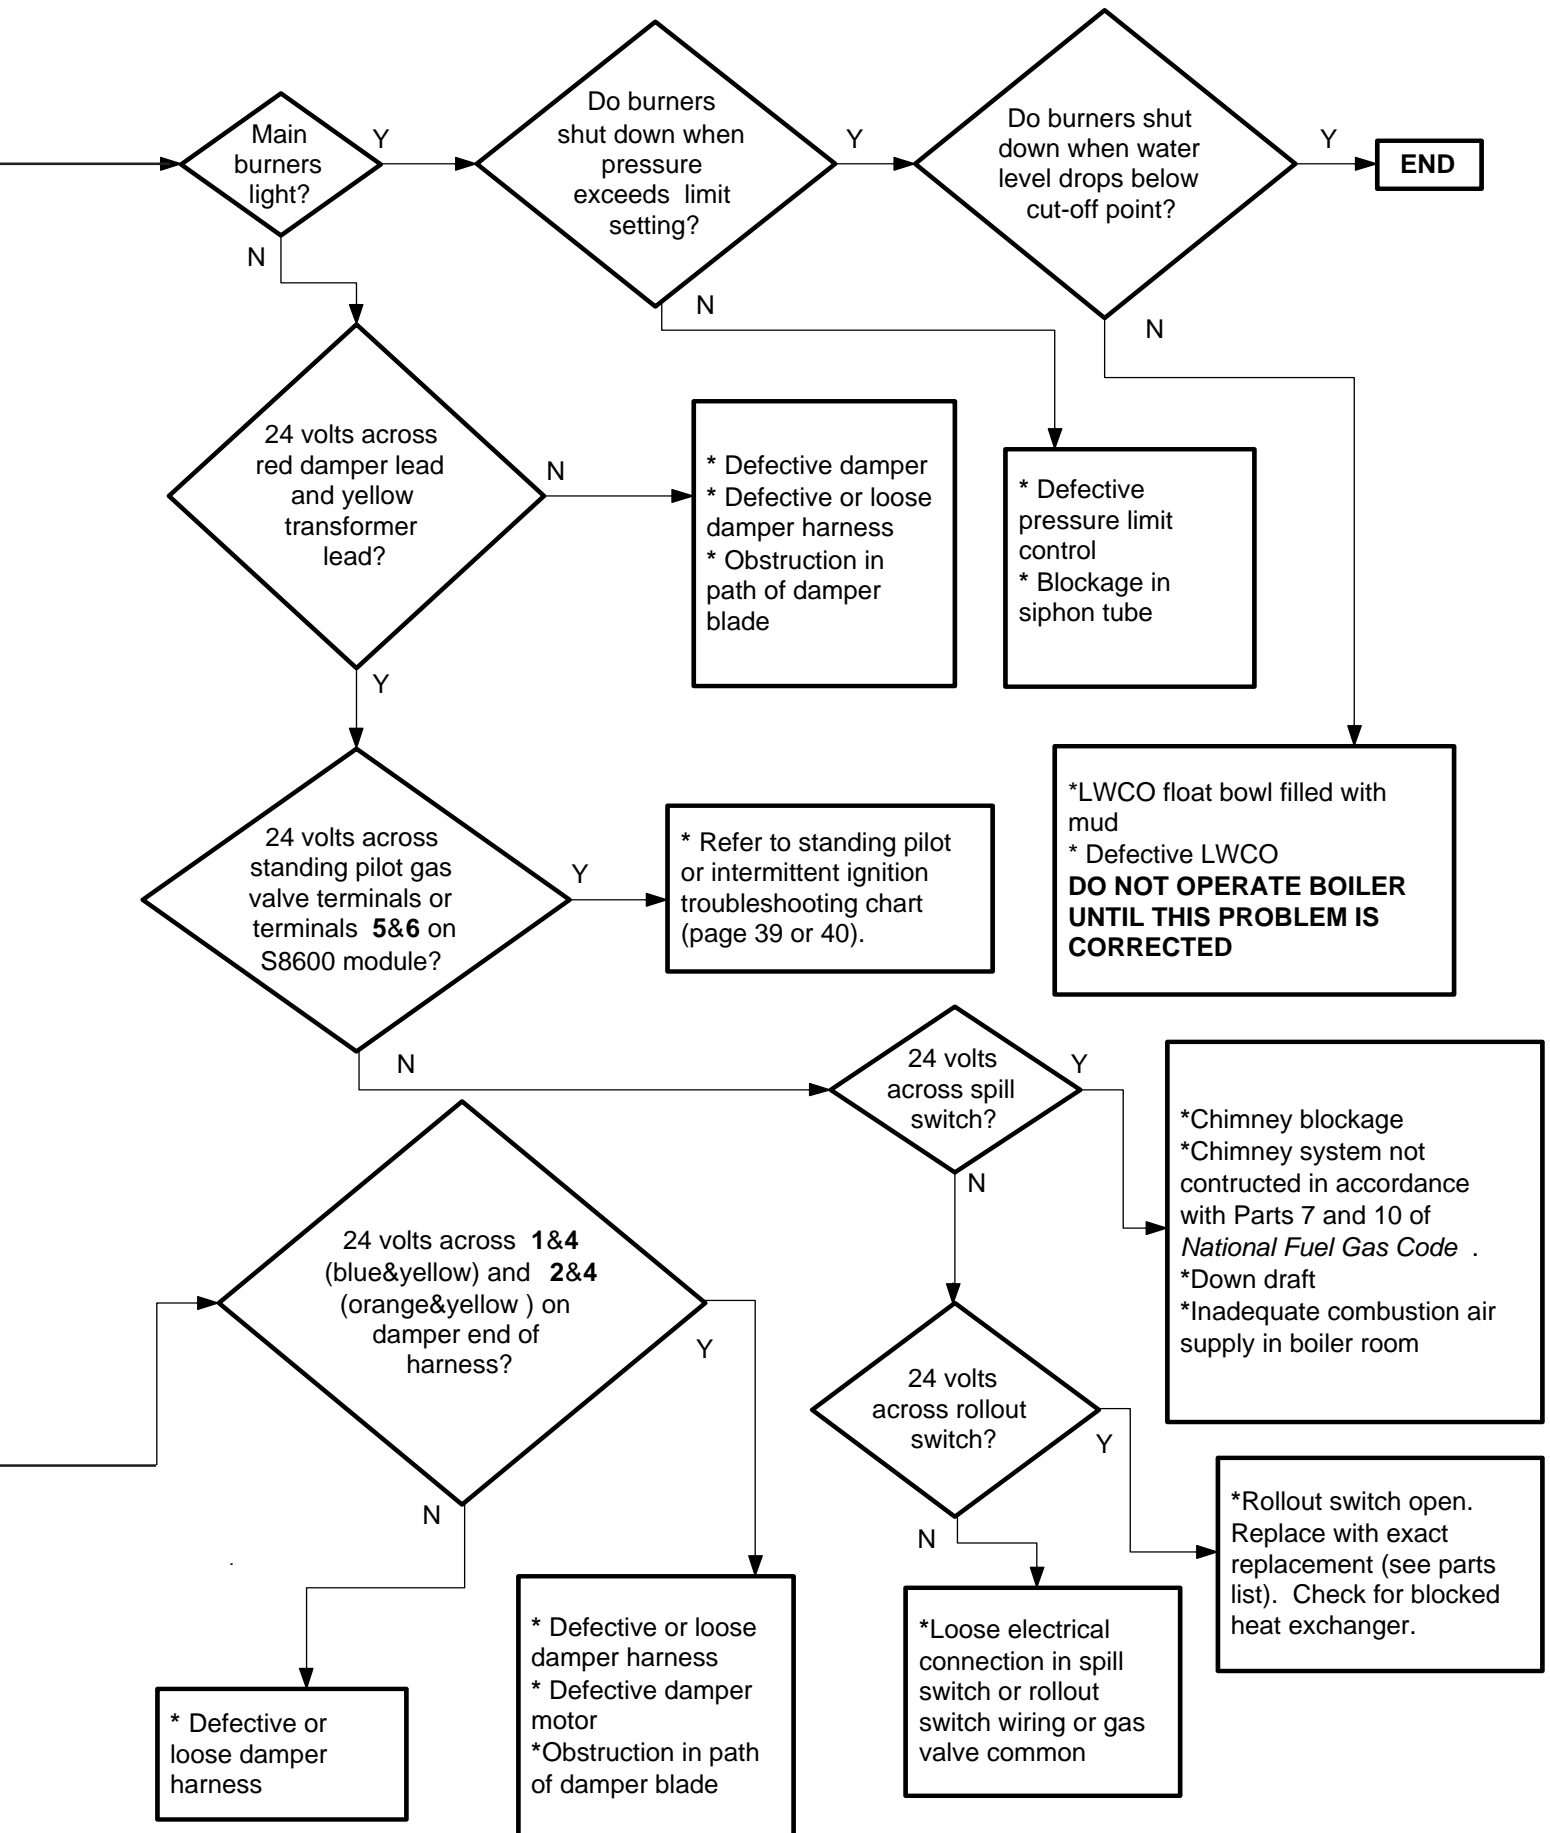 Main
burners
light?
Y
N
Do burners
shut down when
pressure
exceeds limit
setting?
Y
N
Do burners shut
down when water
level drops below
cut-off point?
Y
N
END
24 volts across
red damper lead
and yellow
transformer
lead?
N
Y
* Defective damper
* Defective or loose
damper harness
* Obstruction in
path of damper
blade
* Defective
pressure limit
control
* Blockage in
siphon tube
*LWCO float bowl filled with
mud
* Defective LWCO
DO NOT OPERATE BOILER
UNTIL THIS PROBLEM IS
CORRECTED
24 volts across
standing pilot gas
valve terminals or
terminals 5&6 on
S8600 module?
Y
N
* Refer to standing pilot
or intermittent ignition
troubleshooting chart
(page 39 or 40).
24 volts
across spill
switch?
Y
N
*Chimney blockage
*Chimney system not
contructed in accordance
with Parts 7 and 10 of
National Fuel Gas Code .
*Down draft
*Inadequate combustion air
supply in boiler room
24 volts across 1&4
(blue&yellow) and 2&4
(orange&yellow ) on
damper end of
harness?
Y
N
24 volts
across rollout
switch?
Y
N
*Rollout switch open.
Replace with exact
replacement (see parts
list). Check for blocked
heat exchanger.
* Defective or
loose damper
harness
* Defective or loose
damper harness
* Defective damper
motor
*Obstruction in path
of damper blade
*Loose electrical
connection in spill
switch or rollout
switch wiring or gas
valve common